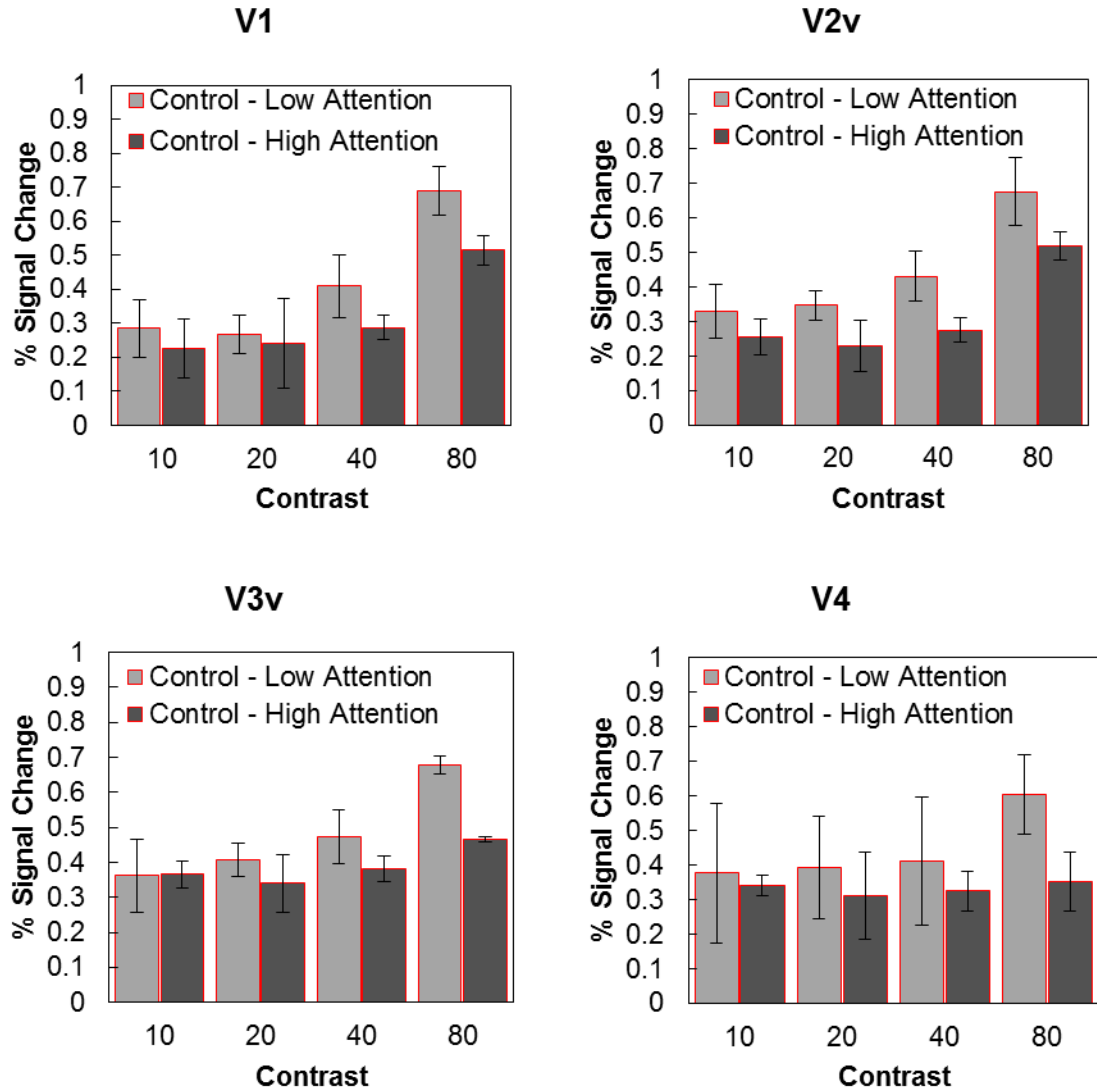 V1
1
0.9
0.8
0.7
0.6
0.5
0.4
0.3
0.2
0.1
0
% Signal Change
Control - Low Attention
Control - High Attention
10 20 40 80
Contrast
V2v
1
0.9
0.8
0.7
0.6
0.5
0.4
0.3
0.2
0.1
0
% Signal Change
Control - Low Attention
Control - High Attention
10 20 40 80
Contrast
V3v
1
0.9
0.8
0.7
0.6
0.5
0.4
0.3
0.2
0.1
0
% Signal Change
Control - Low Attention
Control - High Attention
10 20 40 80
Contrast
V4
1
0.9
0.8
0.7
0.6
0.5
0.4
0.3
0.2
0.1
0
% Signal Change
Control - Low Attention
Control - High Attention
10 20 40 80
Contrast